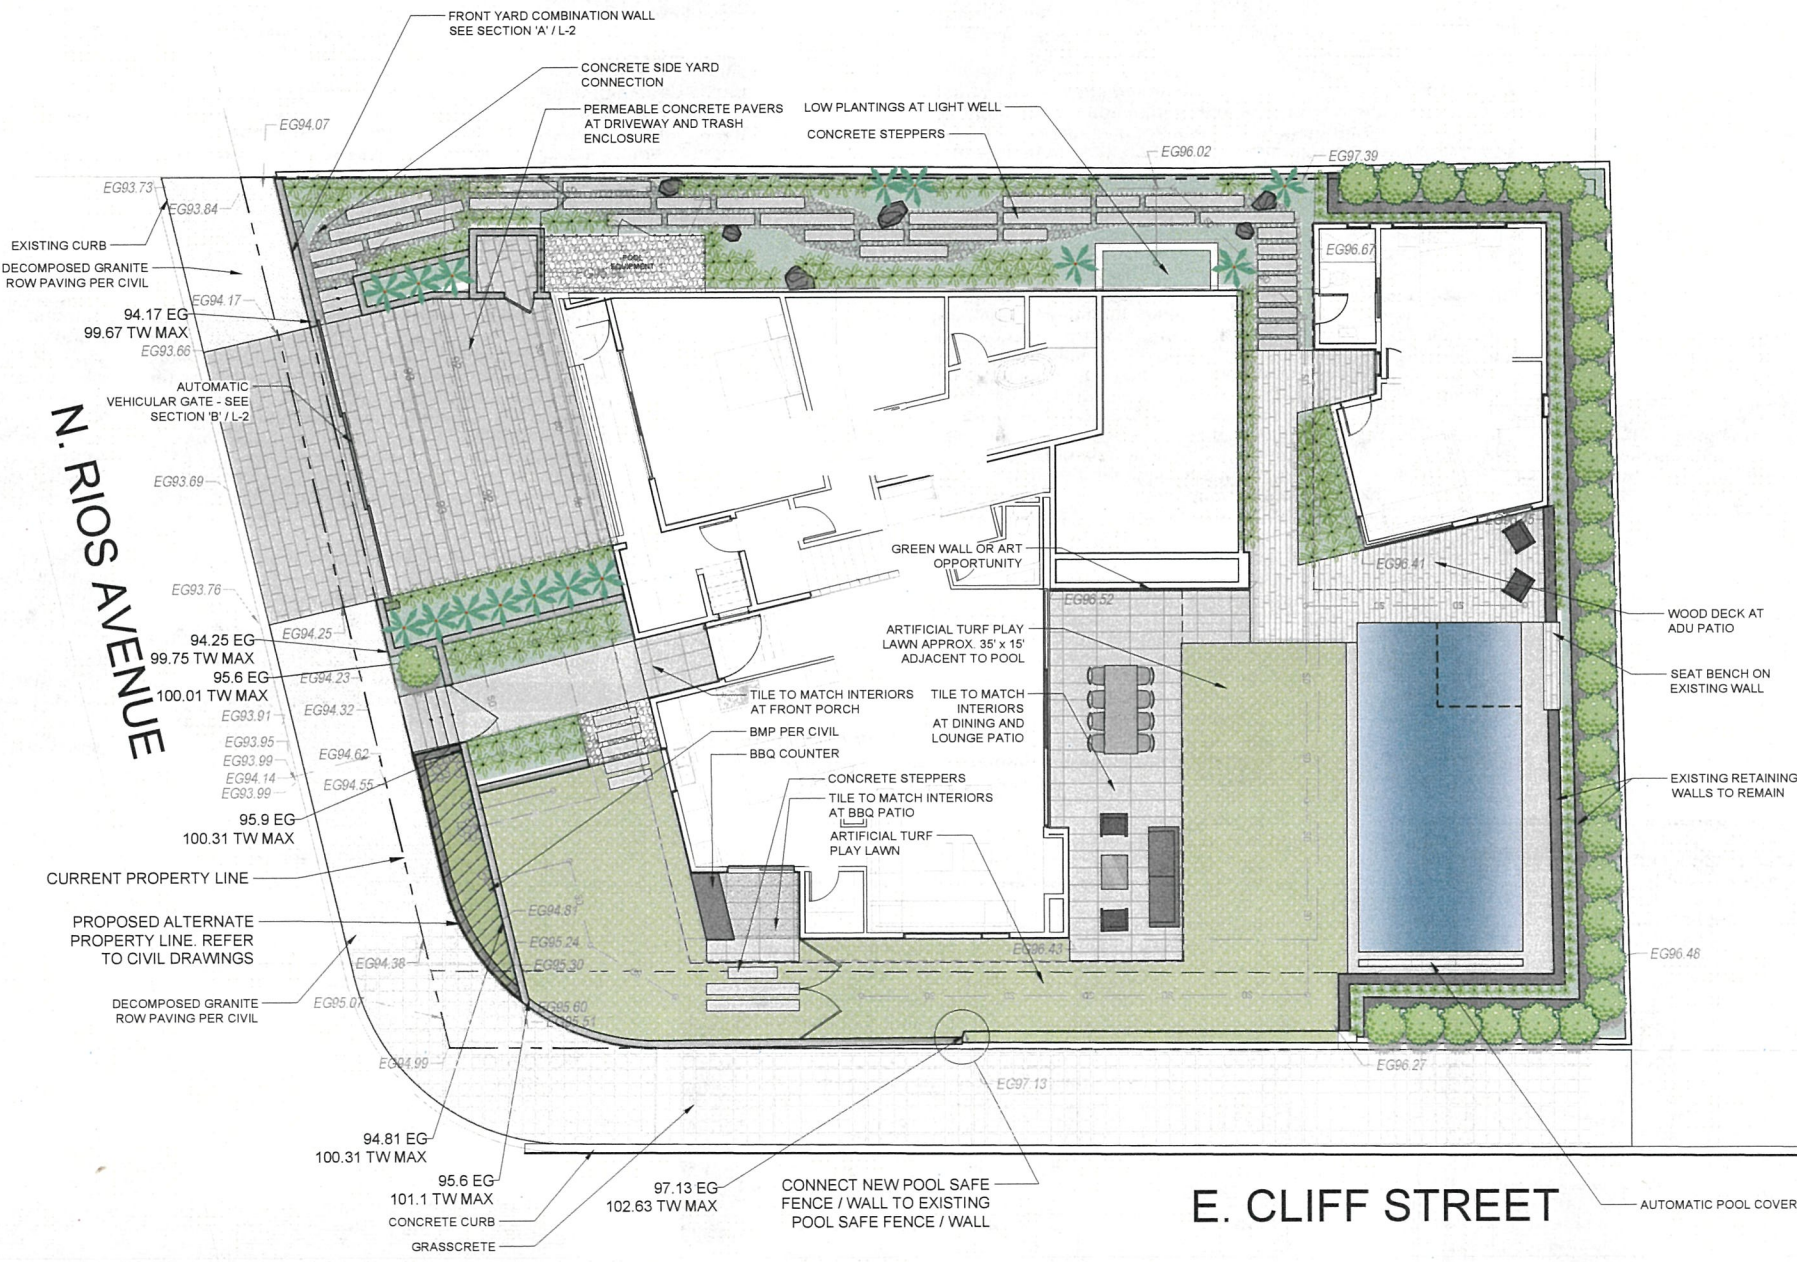 FRONT YARD COMBINATION WALL
SEE SECTION 'A' / L-2
CONCRETE SIDE YARD
CONNECTION
PERMEABLE CONCRETE PAVERS
AT DRIVEWAY AND TRASH
ENCLOSURE
LOW PLANTINGS AT LIGHT WELL
CONCRETE STEPPERS
EG94.07
EG96.02
EG97.39
EG93.73
EG93.84
EXISTING CURB
DECOMPOSED GRANITE
ROW PAVING PER CIVIL
EG96.67
POOL
EQUIPMENT
EG94.17
94.17 EG
99.67 TW MAX
EG93.66
AUTOMATIC
VEHICULAR GATE - SEE
SECTION 'B' / L-2
N. RIOS AVENUE
EG93.69
GREEN WALL OR ART
OPPORTUNITY
EG96.41
EG96.52
EG93.76
WOOD DECK AT
ADU PATIO
EG94.25
94.25 EG
99.75 TW MAX
ARTIFICIAL TURF PLAY
LAWN APPROX. 35' x 15'
ADJACENT TO POOL
95.6 EG
100.01 TW MAX
EG94.23
SEAT BENCH ON
EXISTING WALL
TILE TO MATCH INTERIORS
AT FRONT PORCH
TILE TO MATCH
INTERIORS
AT DINING AND
LOUNGE PATIO
EG94.32
EG93.91
BMP PER CIVIL
EG93.95
EG94.62
BBQ COUNTER
EG93.99
EG94.14
EG94.55
EG93.99
CONCRETE STEPPERS
EXISTING RETAINING
WALLS TO REMAIN
TILE TO MATCH INTERIORS
AT BBQ PATIO
95.9 EG
100.31 TW MAX
ARTIFICIAL TURF
PLAY LAWN
CURRENT PROPERTY LINE
EG94.81
PROPOSED ALTERNATE
PROPERTY LINE. REFER
TO CIVIL DRAWINGS
EG95.24
EG96.43
EG96.48
EG94.38
EG95.30
DECOMPOSED GRANITE
ROW PAVING PER CIVIL
EG95.07
EG95.60
EG95.51
EG94.99
EG96.27
EG97.13
94.81 EG
100.31 TW MAX
95.6 EG
101.1 TW MAX
97.13 EG
102.63 TW MAX
CONNECT NEW POOL SAFE
FENCE / WALL TO EXISTING
POOL SAFE FENCE / WALL
E. CLIFF STREET
AUTOMATIC POOL COVER
CONCRETE CURB
GRASSCRETE